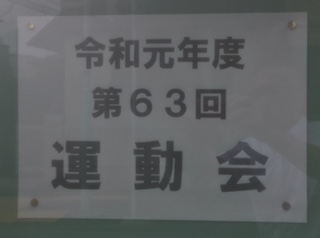 令和元年度
第６３回
運動会